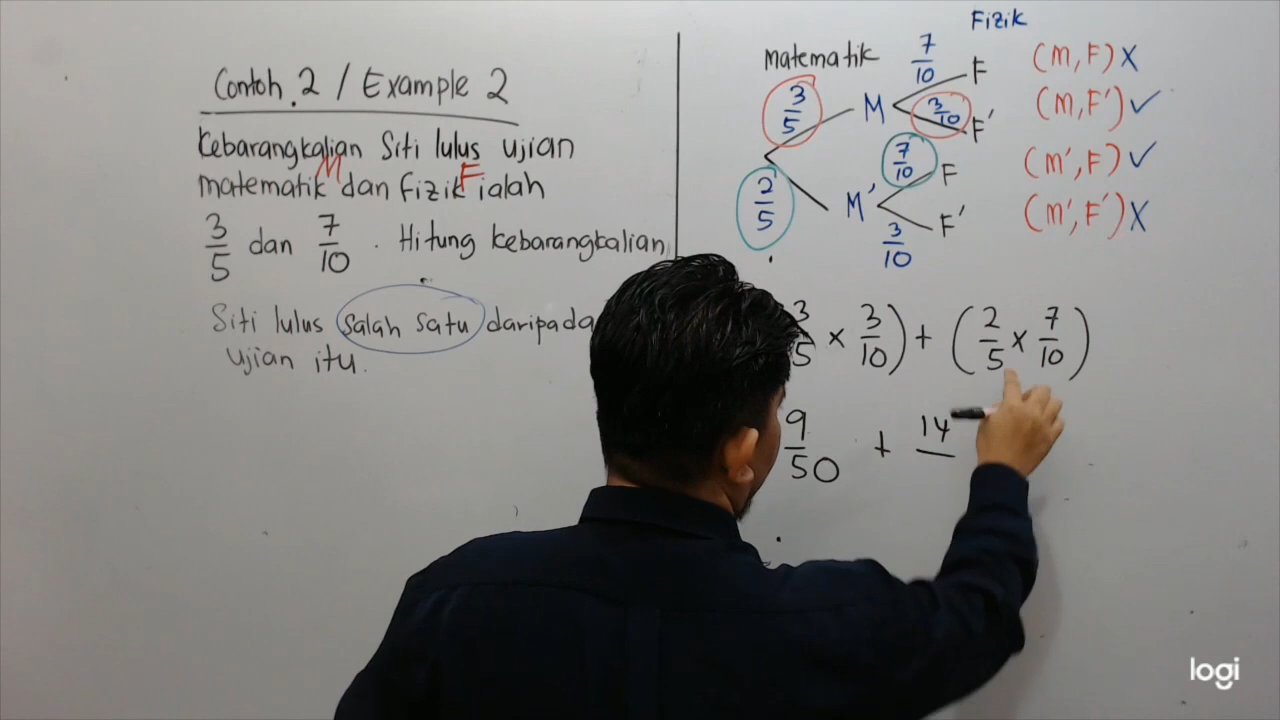 Contoh 2 / Example 2
Kebarangkalian Siti lulus ujian
M F
matematik dan fizik ialah
3/5 dan 7/10 . Hitung kebarangkalian
Siti lulus salah satu daripada
ujian itu.
Fizik
Matematik
3/5 M 7/10 F (M, F) X
3/10 F' (M, F') ✓
2/5 M' 7/10 F (M', F) ✓
3/10 F' (M', F') X
3/5 × 3/10) + (2/5 × 7/10)
9/50 + 14
logi